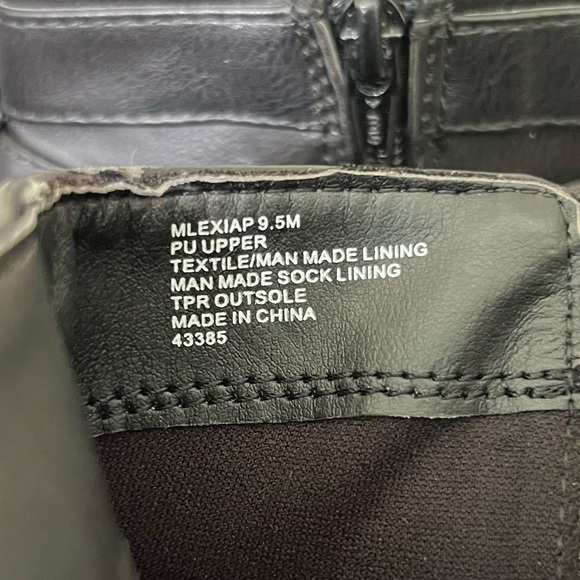 MLEXIAP 9.5M
PU UPPER
TEXTILE/MAN MADE LINING
MAN MADE SOCK LINING
TPR OUTSOLE
MADE IN CHINA
43385